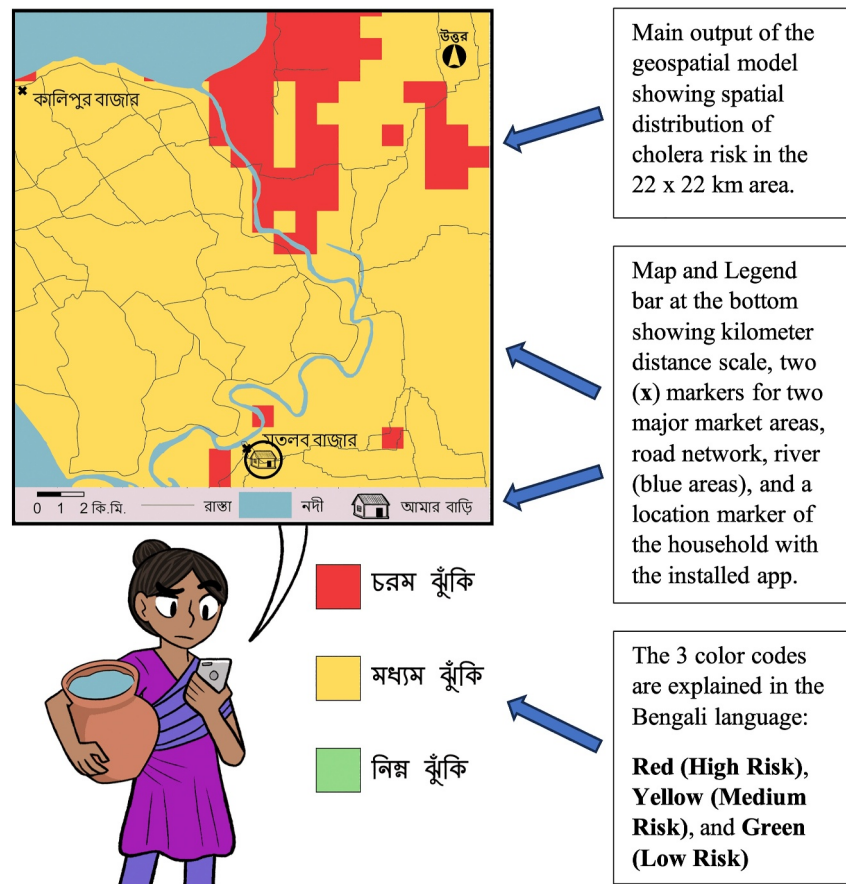 উত্তর
কালিপুর বাজার
মতলব বাজার
0 1 2 কি.মি.
রাস্তা
নদী
আমার বাড়ি
চরম ঝুঁকি
মধ্যম ঝুঁকি
নিম্ন ঝুঁকি
Main output of the
geospatial model
showing spatial
distribution of
cholera risk in the
22 x 22 km area.
Map and Legend
bar at the bottom
showing kilometer
distance scale, two
(x) markers for two
major market areas,
road network, river
(blue areas), and a
location marker of
the household with
the installed app.
The 3 color codes
are explained in the
Bengali language:
Red (High Risk),
Yellow (Medium
Risk), and Green
(Low Risk)